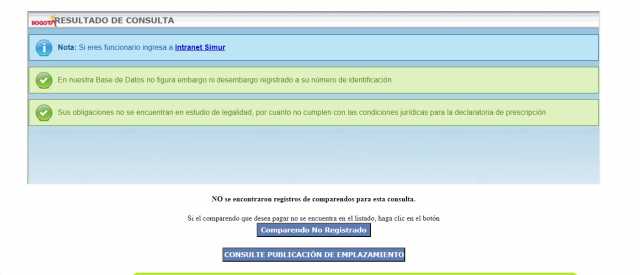 BOGOTÁ RESULTADO DE CONSULTA
Nota: Si eres funcionario ingresa a Intranet Simur
En nuestra Base de Datos no figura embargo ni desembargo registrado a su número de identificación
Sus obligaciones no se encuentran en estudio de legalidad, por cuanto no cumplen con las condiciones jurídicas para la declaratoria de prescripción
NO se encontraron registros de comparendos para esta consulta.
Si el comparendo que desea pagar no se encuentra en el listado, haga clic en el botón
Comparendo No Registrado
CONSULTE PUBLICACIÓN DE EMPLAZAMIENTO